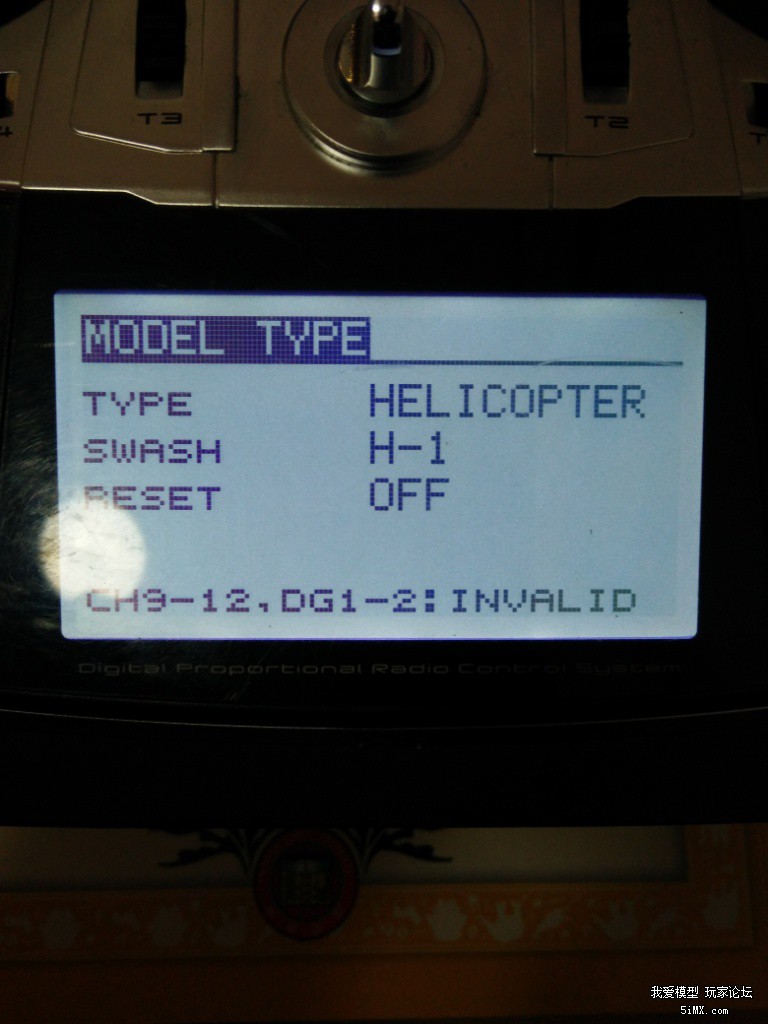 T3
T2
4
MODEL TYPE
TYPE HELICOPTER
SWASH H-1
RESET OFF
CH9-12,DG1-2:INVALID
Digital Proportional Radio Control System
我爱模型 玩家论坛
5iMX.com